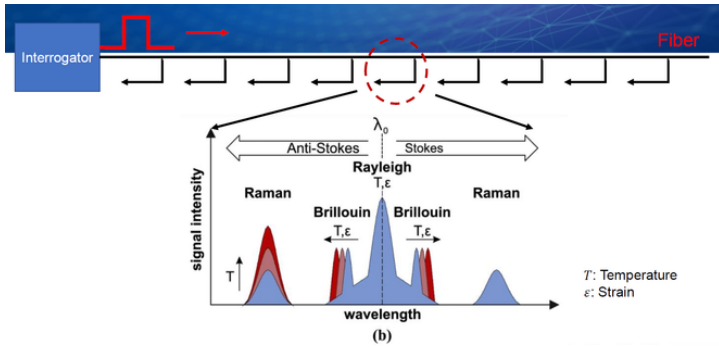 Interrogator
Fiber
λ₀
Anti-Stokes
Stokes
Rayleigh
T,ε
Raman
Raman
Brillouin
Brillouin
T,ε
T,ε
T
signal intensity
wavelength
T: Temperature
ε: Strain
(b)